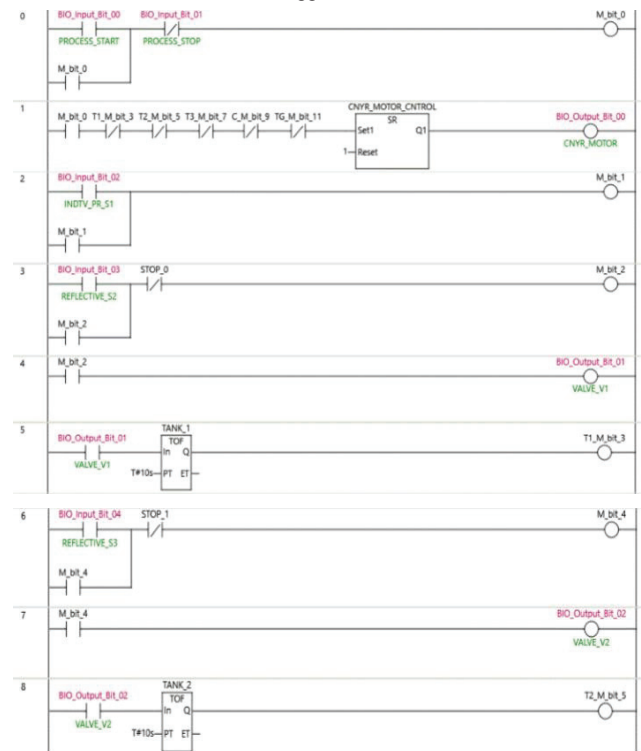 0 BIO_Input_Bit_00 BIO_Input_Bit_01 M_bit_0
PROCESS_START PROCESS_STOP
M_bit_0
1 M_bit_0 T1_M_bit_3 T2_M_bit_5 T3_M_bit_7 C_M_bit_9 TG_M_bit_11 CNYR_MOTOR_CNTROL BIO_Output_Bit_00
SR
Set1 Q1
CNYR_MOTOR
1 Reset
2 BIO_Input_Bit_02 M_bit_1
INDTV_PR_S1
M_bit_1
3 BIO_Input_Bit_03 STOP_0 M_bit_2
REFLECTIVE_S2
M_bit_2
4 M_bit_2 BIO_Output_Bit_01
VALVE_V1
5 BIO_Output_Bit_01 TANK_1 T1_M_bit_3
TOF
In Q
VALVE_V1
T#10s PT ET
6 BIO_Input_Bit_04 STOP_1 M_bit_4
REFLECTIVE_S3
M_bit_4
7 M_bit_4 BIO_Output_Bit_02
VALVE_V2
8 BIO_Output_Bit_02 TANK_2 T2_M_bit_5
TOF
In Q
VALVE_V2
T#10s PT ET